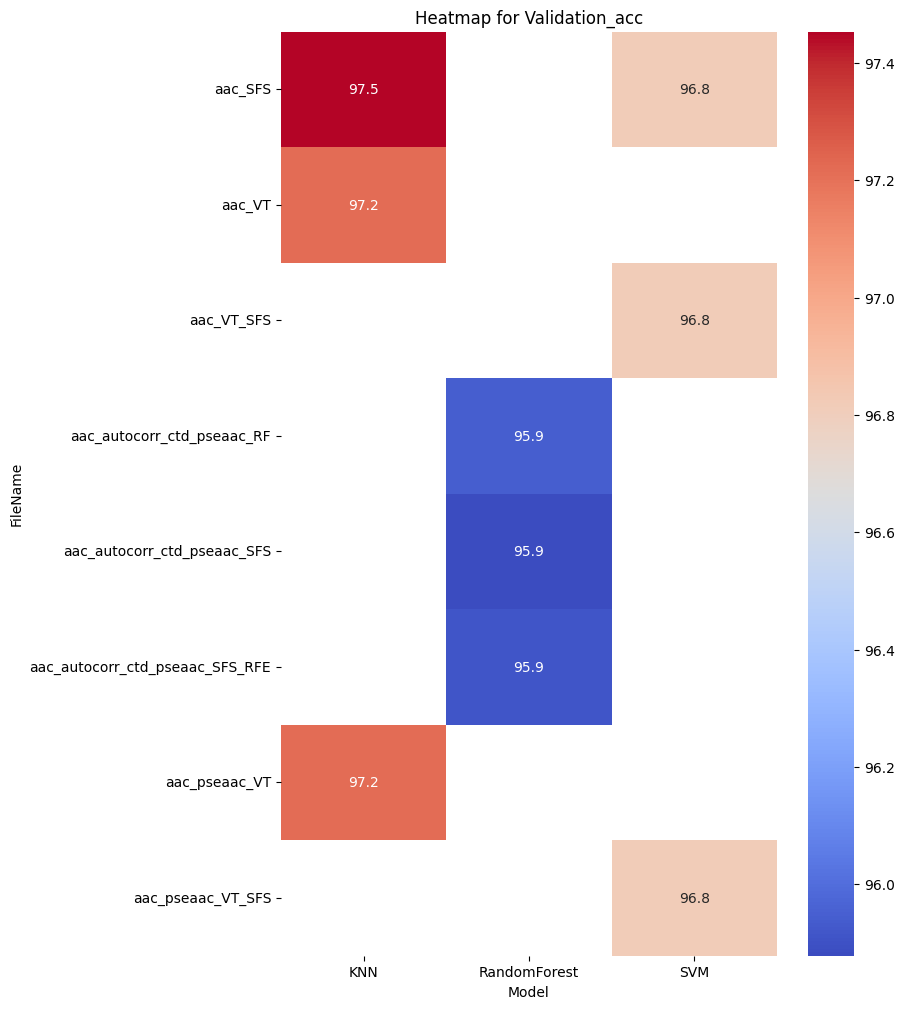 Heatmap for Validation_acc
aac_SFS
97.5
96.8
aac_VT
97.2
aac_VT_SFS
96.8
aac_autocorr_ctd_pseaac_RF
95.9
aac_autocorr_ctd_pseaac_SFS
95.9
aac_autocorr_ctd_pseaac_SFS_RFE
95.9
aac_pseaac_VT
97.2
aac_pseaac_VT_SFS
96.8
FileName
KNN
RandomForest
SVM
Model
97.4
97.2
97.0
96.8
96.6
96.4
96.2
96.0